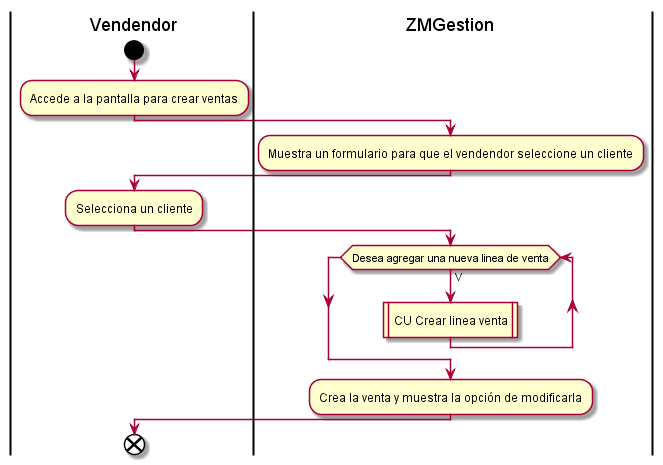 Vendendor
ZMGestion
Accede a la pantalla para crear ventas
Muestra un formulario para que el vendendor seleccione un cliente
Selecciona un cliente
Desea agregar una nueva linea de venta
V
CU Crear linea venta
Crea la venta y muestra la opción de modificarla